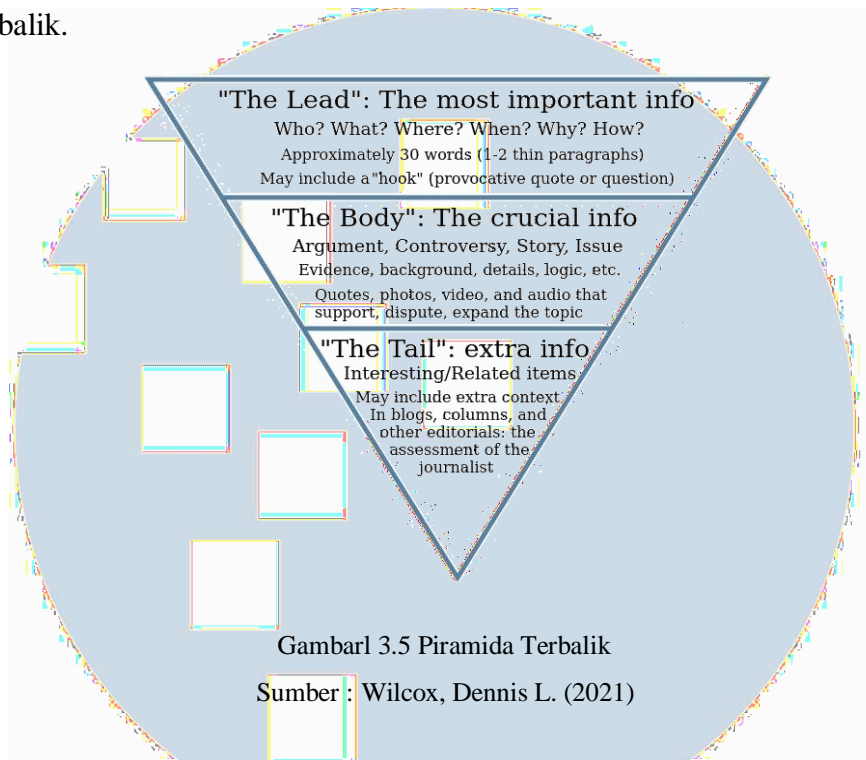 balik.
"The Lead": The most important info
Who? What? Where? When? Why? How?
Approximately 30 words (1-2 thin paragraphs)
May include a "hook" (provocative quote or question)
"The Body": The crucial info
Argument, Controversy, Story, Issue
Evidence, background, details, logic, etc.
Quotes, photos, video, and audio that
support, dispute, expand the topic
"The Tail": extra info
Interesting/Related items
May include extra context
In blogs, columns, and
other editorials: the
assessment of the
journalist
Gambarl 3.5 Piramida Terbalik
Sumber : Wilcox, Dennis L. (2021)